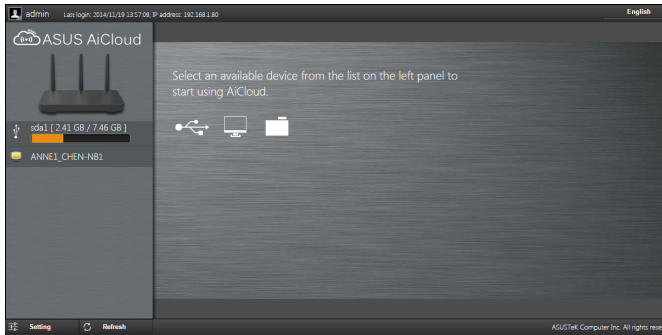 admin Last login: 2014/11/19 13:57:09, IP address: 192.168.1.80
English
ASUS AiCloud
Select an available device from the list on the left panel to
start using AiCloud.
sda1 [ 2.41 GB / 7.46 GB ]
ANNE1_CHEN-NB1
Setting Refresh
ASUSTeK Computer Inc. All rights rese